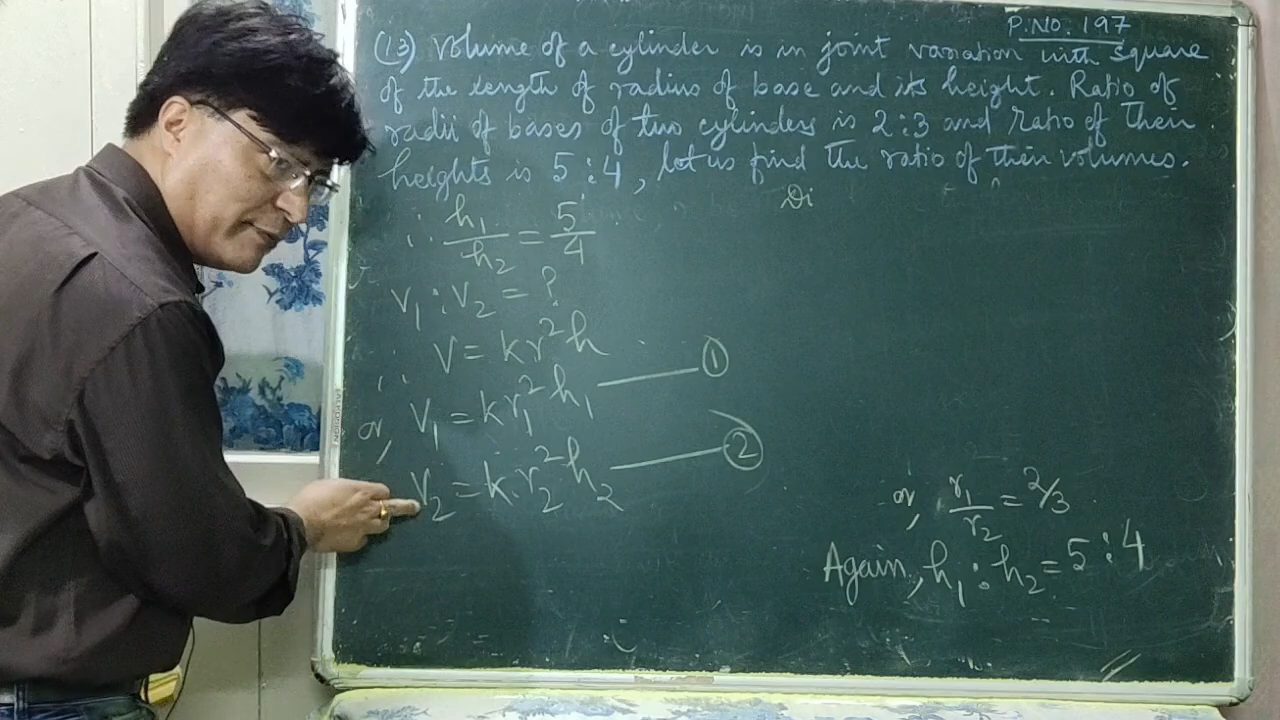 P.NO. 197
(13) Volume of a cylinder is in joint variation with square
of the length of radius of base and its height. Ratio of
radii of bases of two cylinders is 2:3 and ratio of their
heights is 5:4, let us find the ratio of their volumes.
Di
∴ h₁/h₂ = 5/4
V₁ : V₂ = ?
∴ V = kr²h
or, V₁ = kr₁²h₁ ——— ①
V₂ = k.r₂²h₂ ——— ②
or, r₁/r₂ = 2/3
Again, h₁ : h₂ = 5 : 4